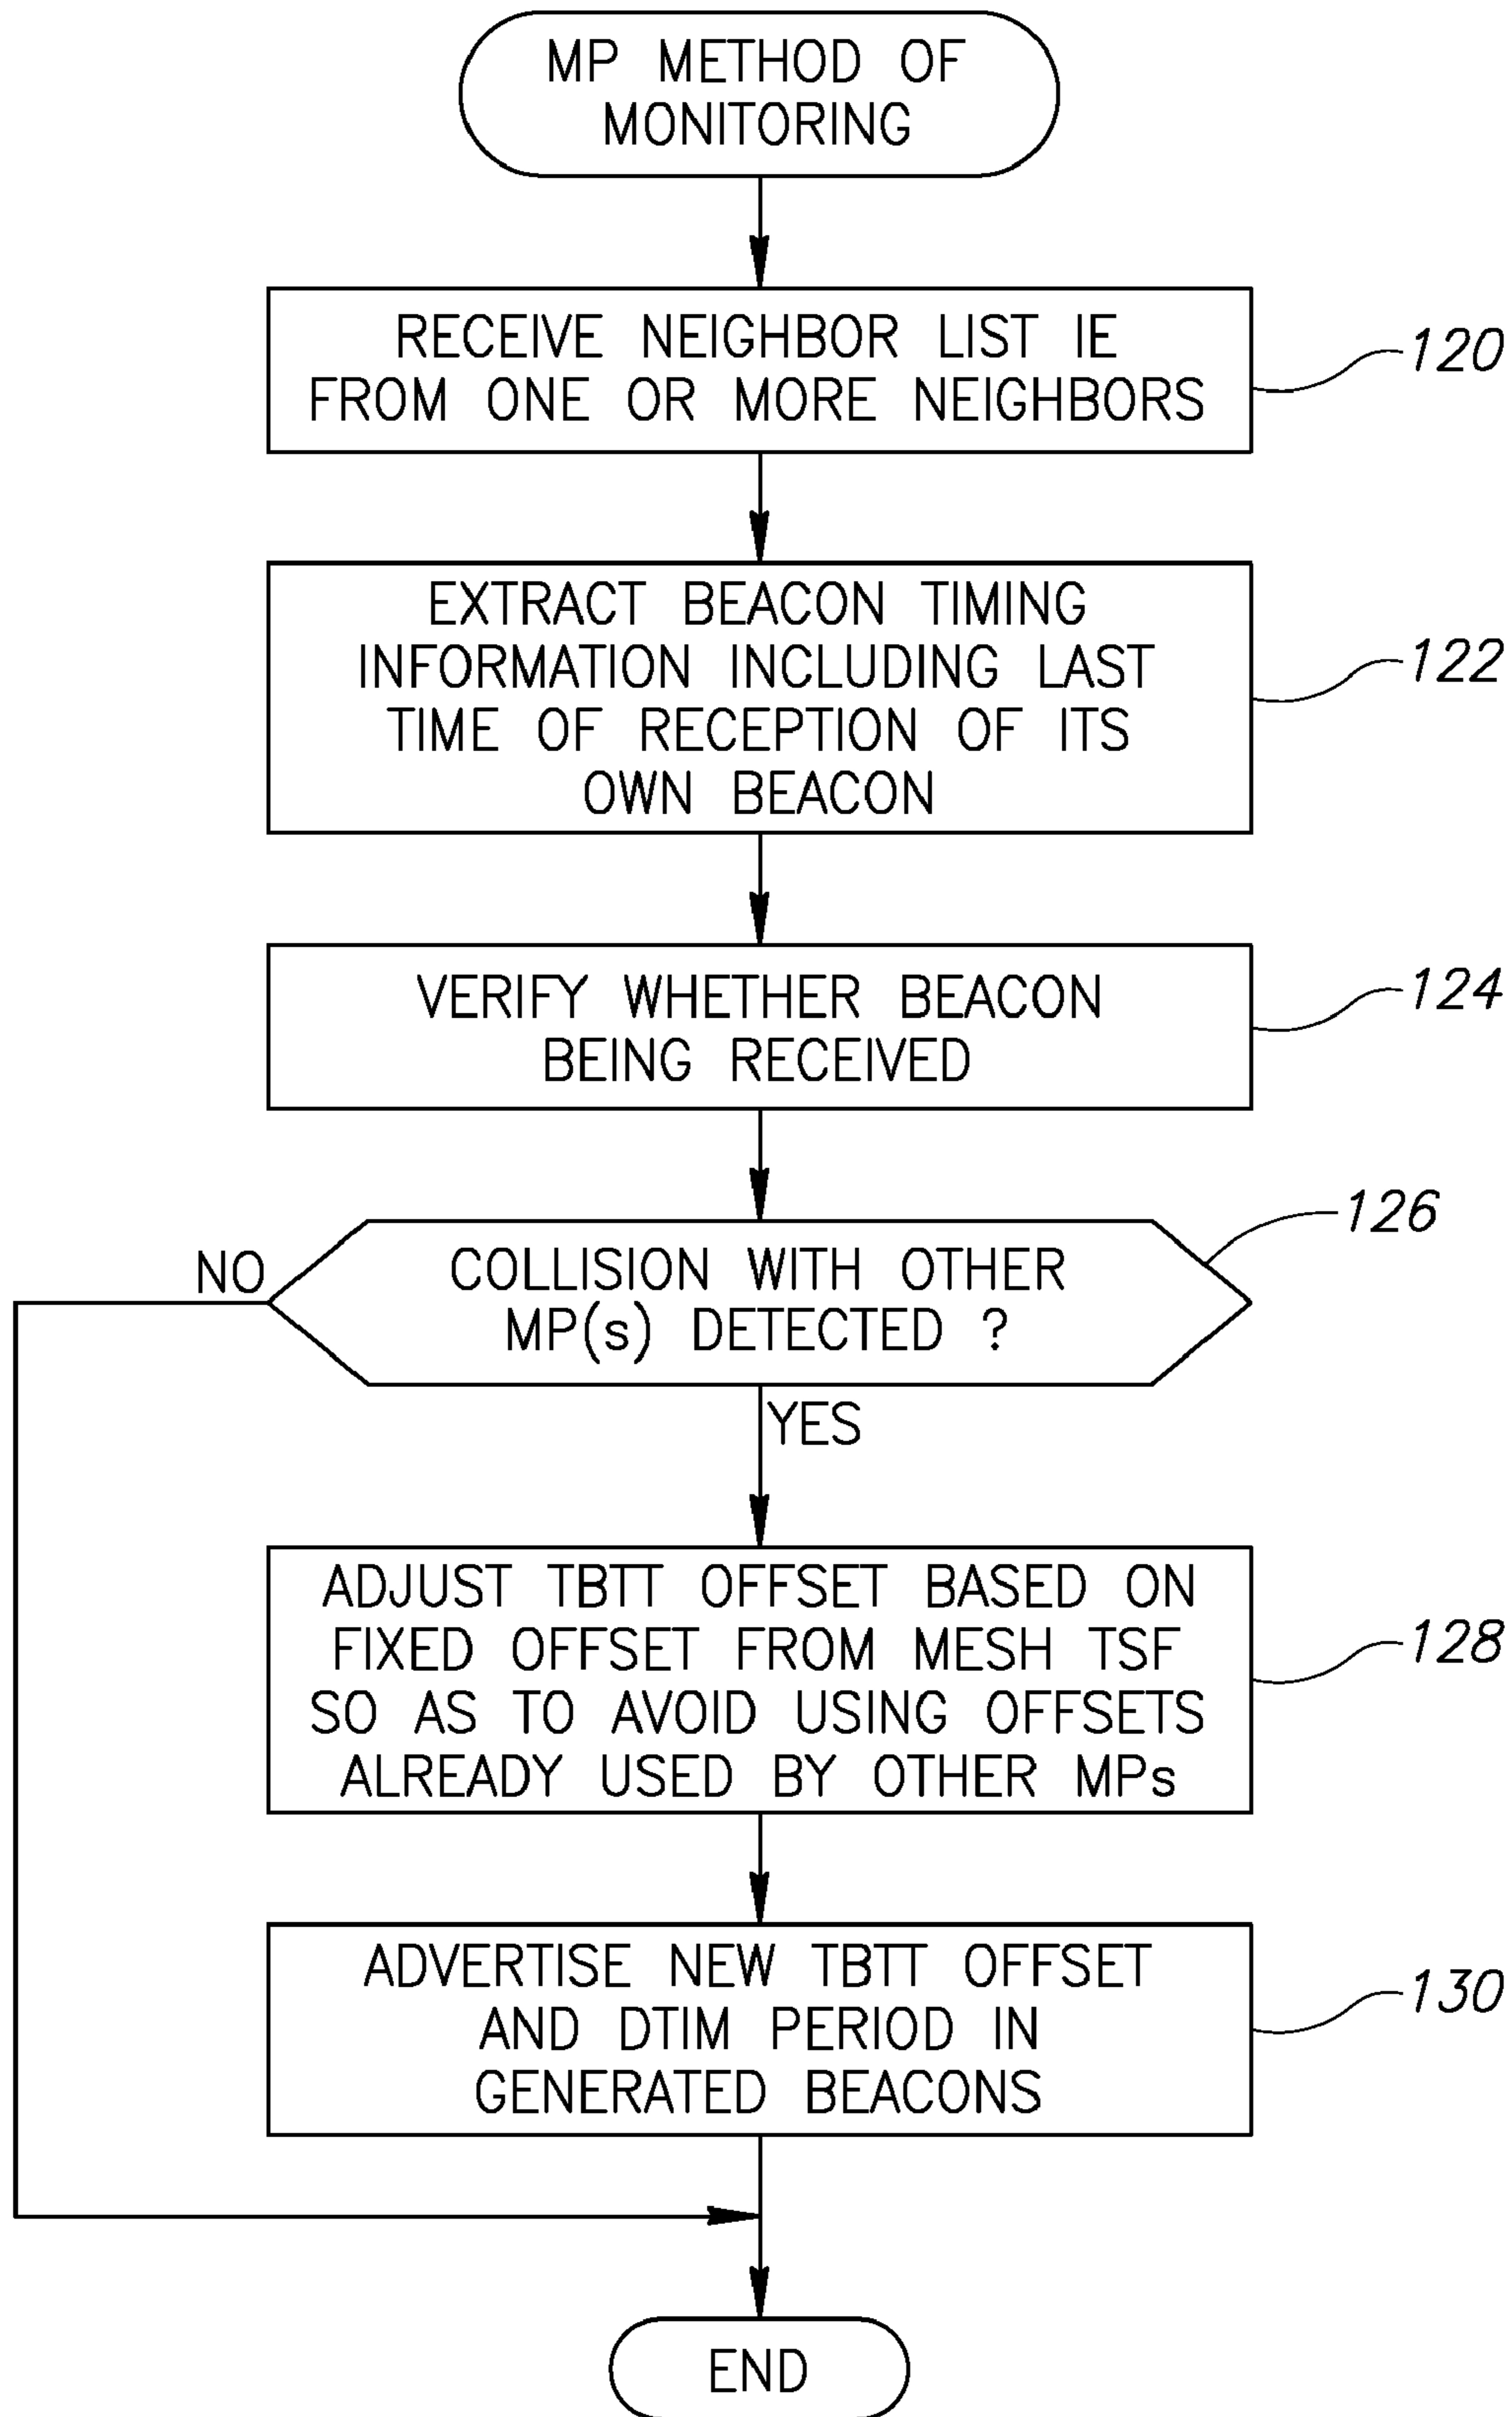 MP METHOD OF
MONITORING
RECEIVE NEIGHBOR LIST IE
FROM ONE OR MORE NEIGHBORS
120
EXTRACT BEACON TIMING
INFORMATION INCLUDING LAST
TIME OF RECEPTION OF ITS
OWN BEACON
122
VERIFY WHETHER BEACON
BEING RECEIVED
124
126
NO
COLLISION WITH OTHER
MP(s) DETECTED ?
YES
ADJUST TBTT OFFSET BASED ON
FIXED OFFSET FROM MESH TSF
SO AS TO AVOID USING OFFSETS
ALREADY USED BY OTHER MPs
128
ADVERTISE NEW TBTT OFFSET
AND DTIM PERIOD IN
GENERATED BEACONS
130
END